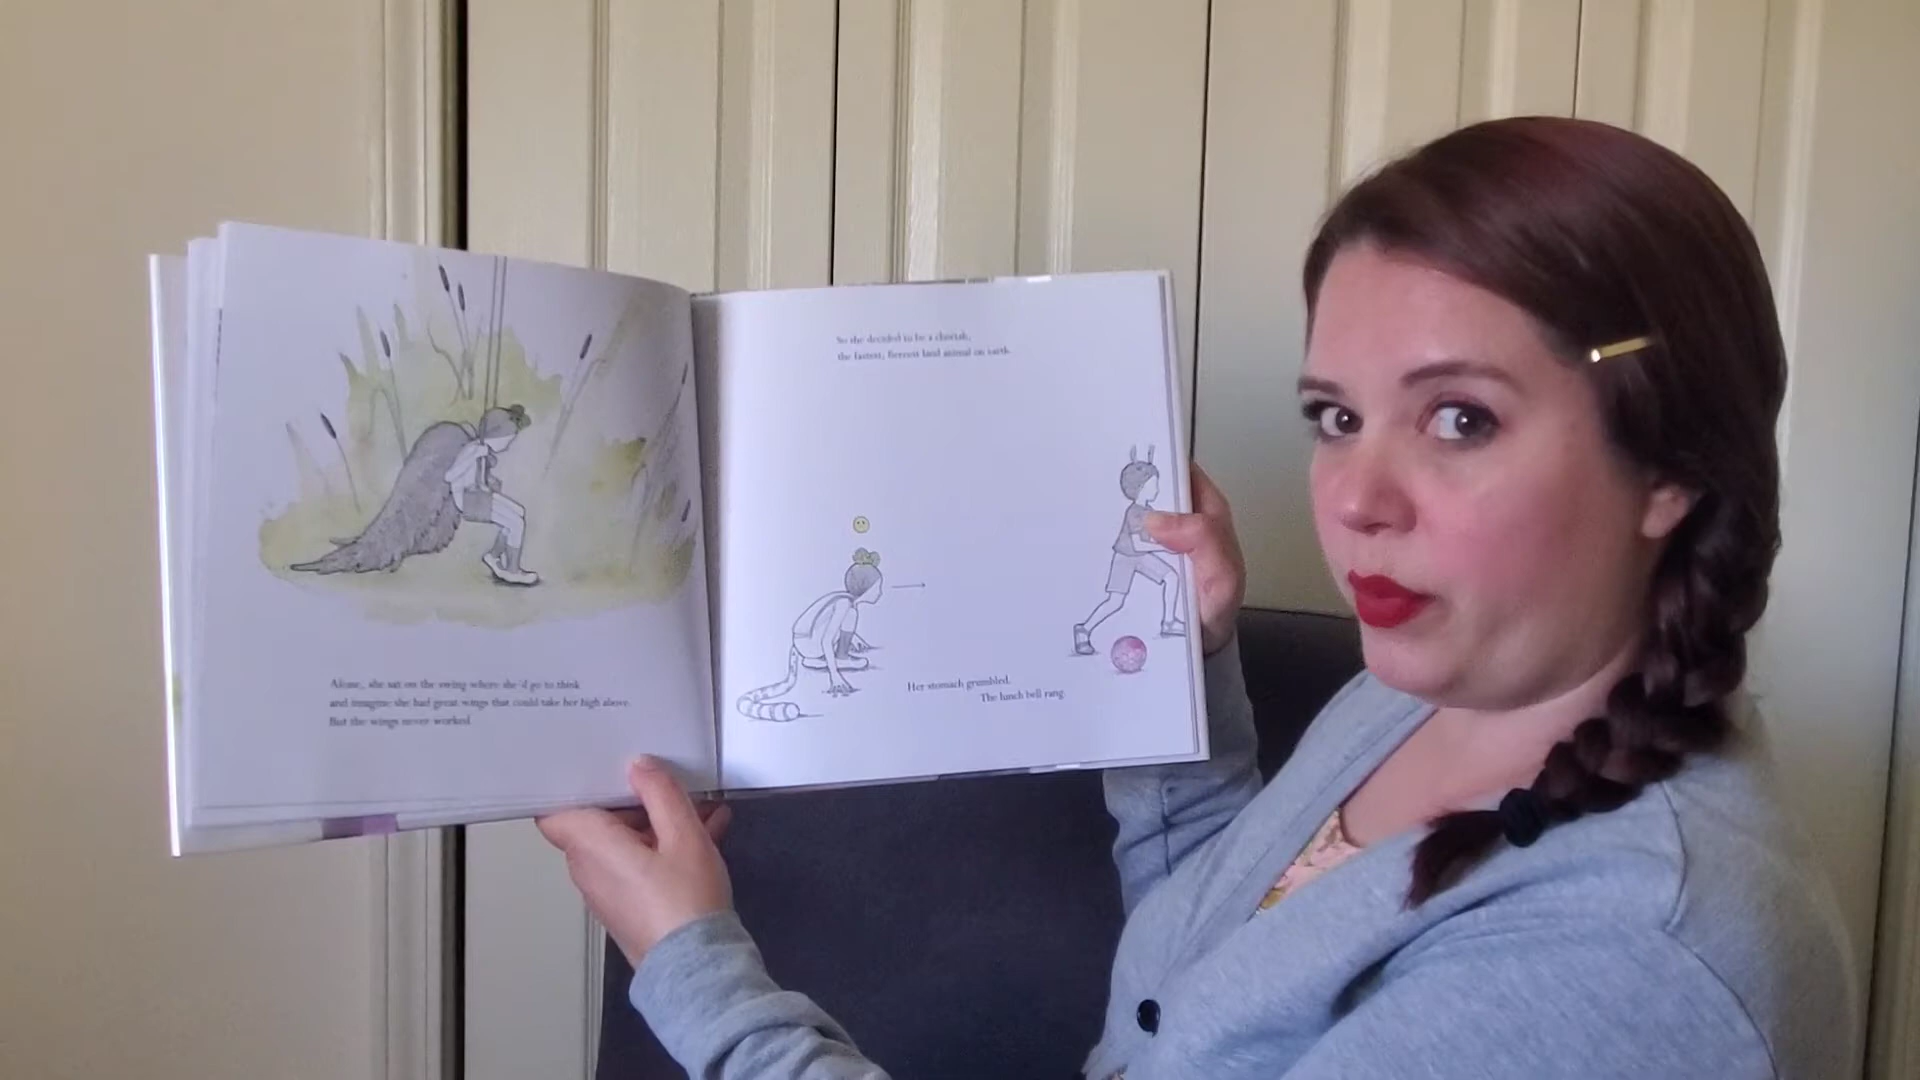 Alone, she sat on the swing where she'd go to think
and imagine she had great wings that could take her high above.
But the wings never worked.
So she decided to be a cheetah,
the fastest, fiercest land animal on earth.
Her stomach grumbled.
The lunch bell rang.